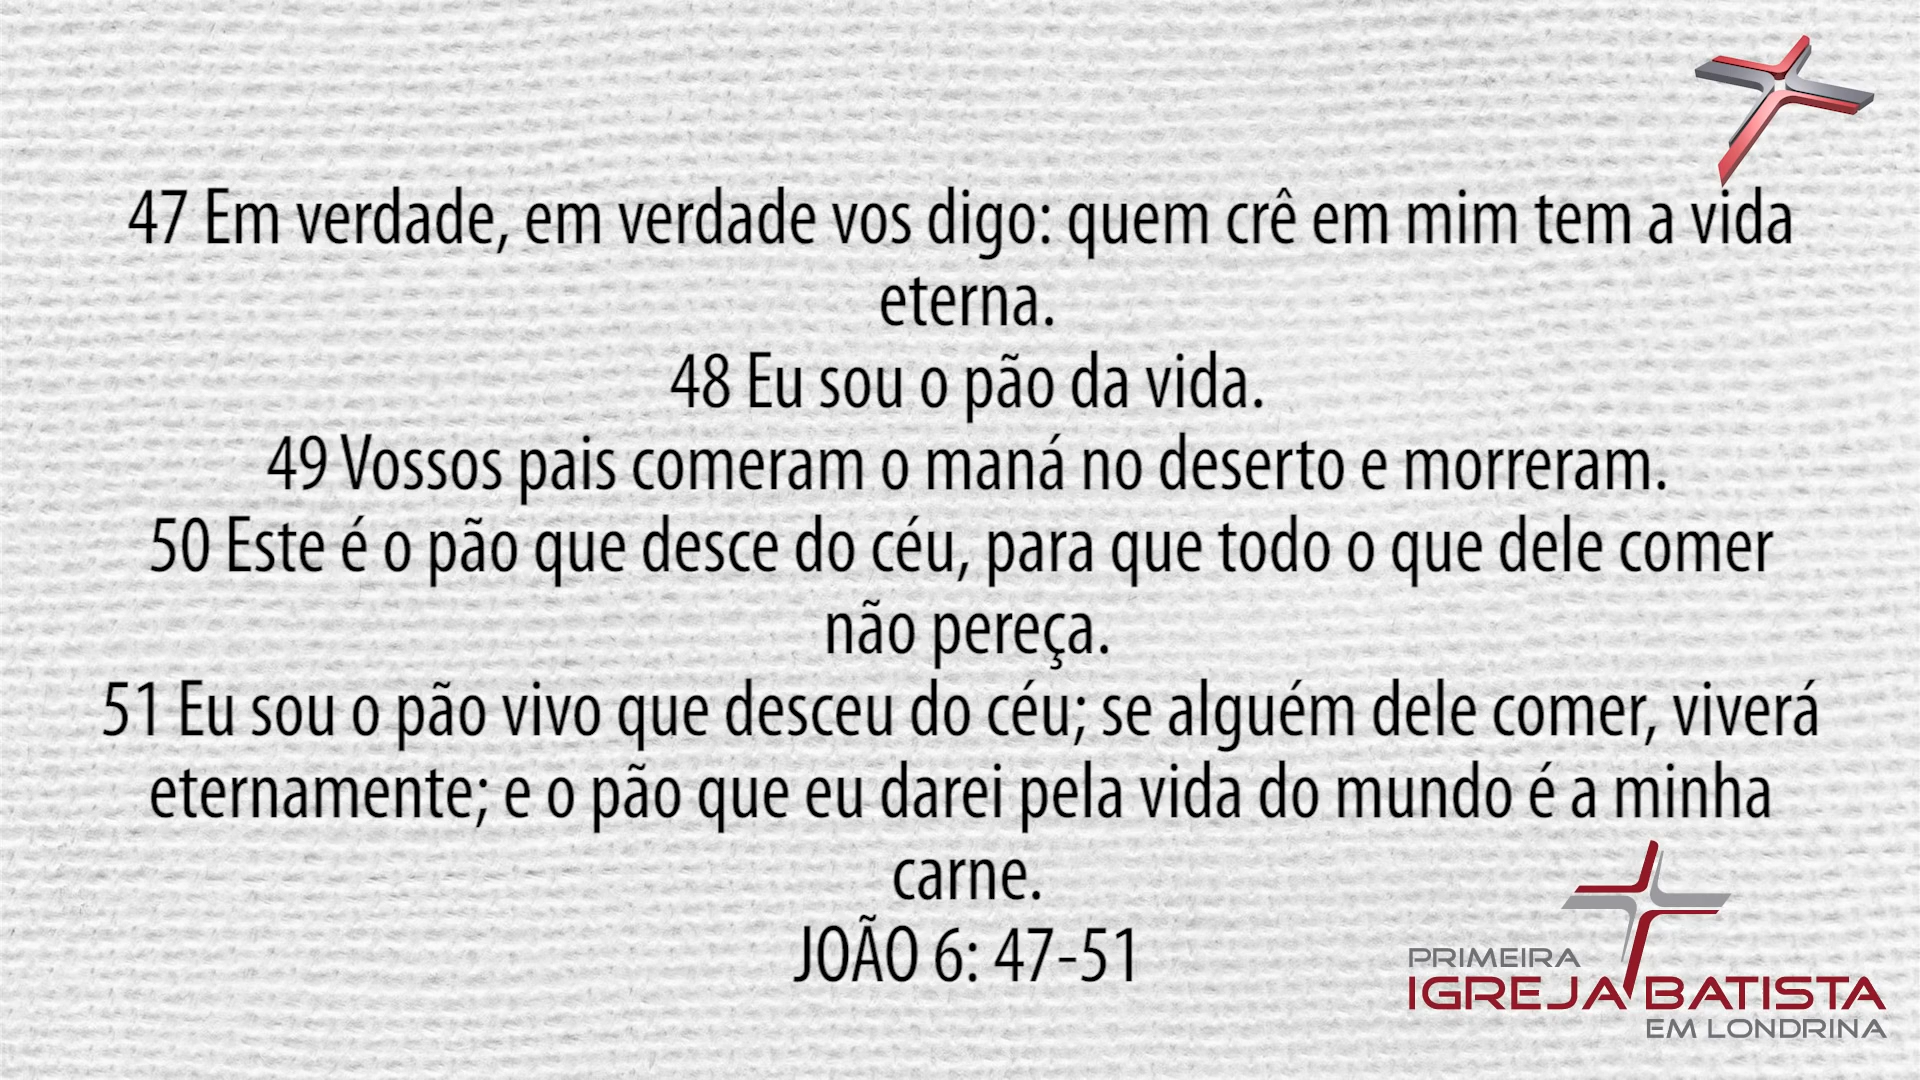 47 Em verdade, em verdade vos digo: quem crê em mim tem a vida
eterna.
48 Eu sou o pão da vida.
49 Vossos pais comeram o maná no deserto e morreram.
50 Este é o pão que desce do céu, para que todo o que dele comer
não pereça.
51 Eu sou o pão vivo que desceu do céu; se alguém dele comer, viverá
eternamente; e o pão que eu darei pela vida do mundo é a minha
carne.
JOÃO 6: 47-51
PRIMEIRA
IGREJA BATISTA
EM LONDRINA